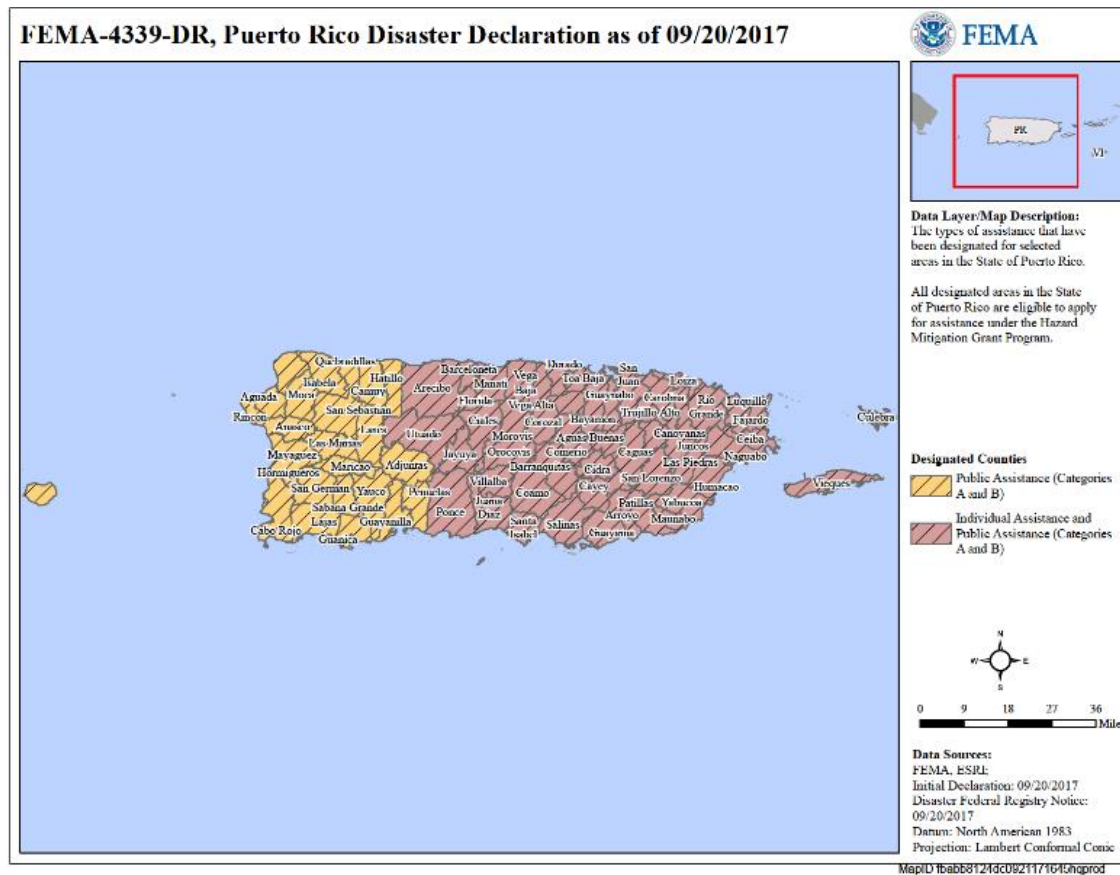 FEMA-4339-DR, Puerto Rico Disaster Declaration as of 09/20/2017
FEMA
PR
VI
Data Layer/Map Description:
The types of assistance that have
been designated for selected
areas in the State of Puerto Rico.
All designated areas in the State
of Puerto Rico are eligible to apply
for assistance under the Hazard
Mitigation Grant Program.
Quebradillas
Isabela
Hatillo
Camuy
Moca
Aguada
San Sebastian
Rincon
Anasco
Lares
Las Marias
Mayaguez
Maricao
Adjuntas
Hormigueros
San German
Yauco
Penuelas
Sabana Grande
Lajas
Guayanilla
Cabo Rojo
Guanica
Barceloneta
Arecibo
Manati
Vega
Baja
Dorado
Toa Baja
San
Juan
Loiza
Florida
Vega Alta
Guaynabo
Carolina
Rio
Grande
Luquillo
Ciales
Corozal
Bayamon
Trujillo Alto
Fajardo
Culebra
Utuado
Morovis
Aguas Buenas
Canovanas
Ceiba
Jayuya
Orocovis
Comerio
Caguas
Juncos
Naguabo
Barranquitas
Cidra
Las Piedras
Villalba
San Lorenzo
Humacao
Vieques
Juana
Diaz
Coamo
Cayey
Patillas
Yabucoa
Ponce
Santa
Isabel
Salinas
Arroyo
Maunabo
Guayama
Designated Counties
Public Assistance (Categories
A and B)
Individual Assistance and
Public Assistance (Categories
A and B)
N
W
E
S
0 9 18 27 36
Mile
Data Sources:
FEMA, ESRI;
Initial Declaration: 09/20/2017
Disaster Federal Registry Notice:
09/20/2017
Datum: North American 1983
Projection: Lambert Conformal Conic
MapID fbabb8124dc0921171645hqprod